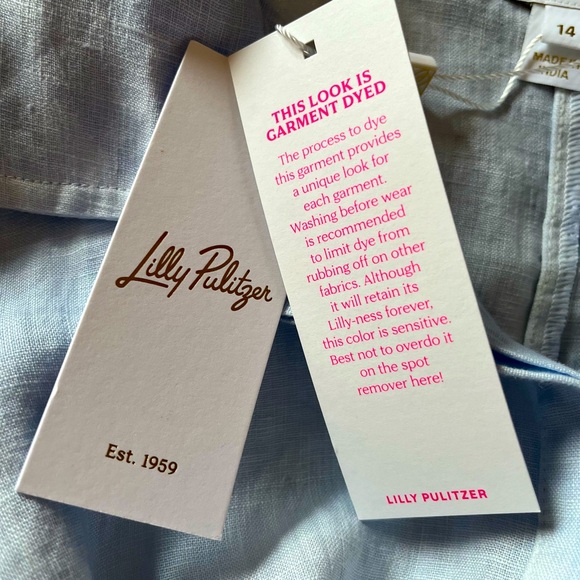 Lilly Pulitzer
Est. 1959
THIS LOOK IS
GARMENT DYED
The process to dye
this garment provides
a unique look for
each garment.
Washing before wear
is recommended
to limit dye from
rubbing off on other
fabrics. Although
it will retain its
Lilly-ness forever,
this color is sensitive.
Best not to overdo it
on the spot
remover here!
LILLY PULITZER
14
MADE IN
INDIA